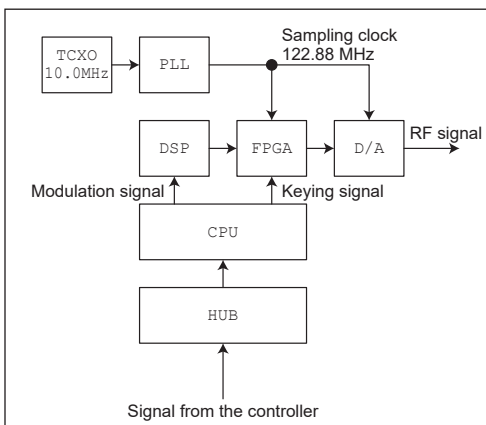 Sampling clock
122.88 MHz
TCXO
10.0MHz
PLL
RF signal
DSP
FPGA
D/A
Modulation signal
Keying signal
CPU
HUB
Signal from the controller